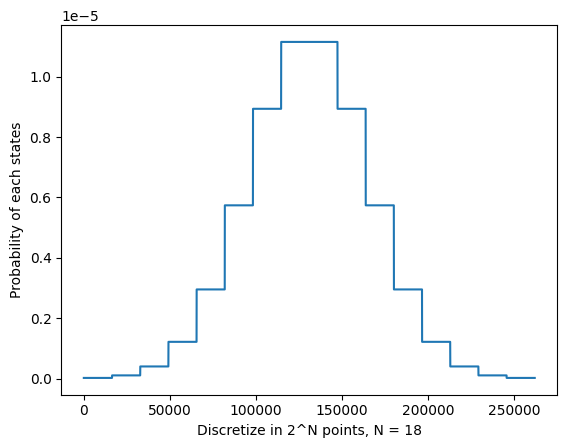 1e−5
1.0
0.8
0.6
0.4
0.2
0.0
Probability of each states
0 50000 100000 150000 200000 250000
Discretize in 2^N points, N = 18